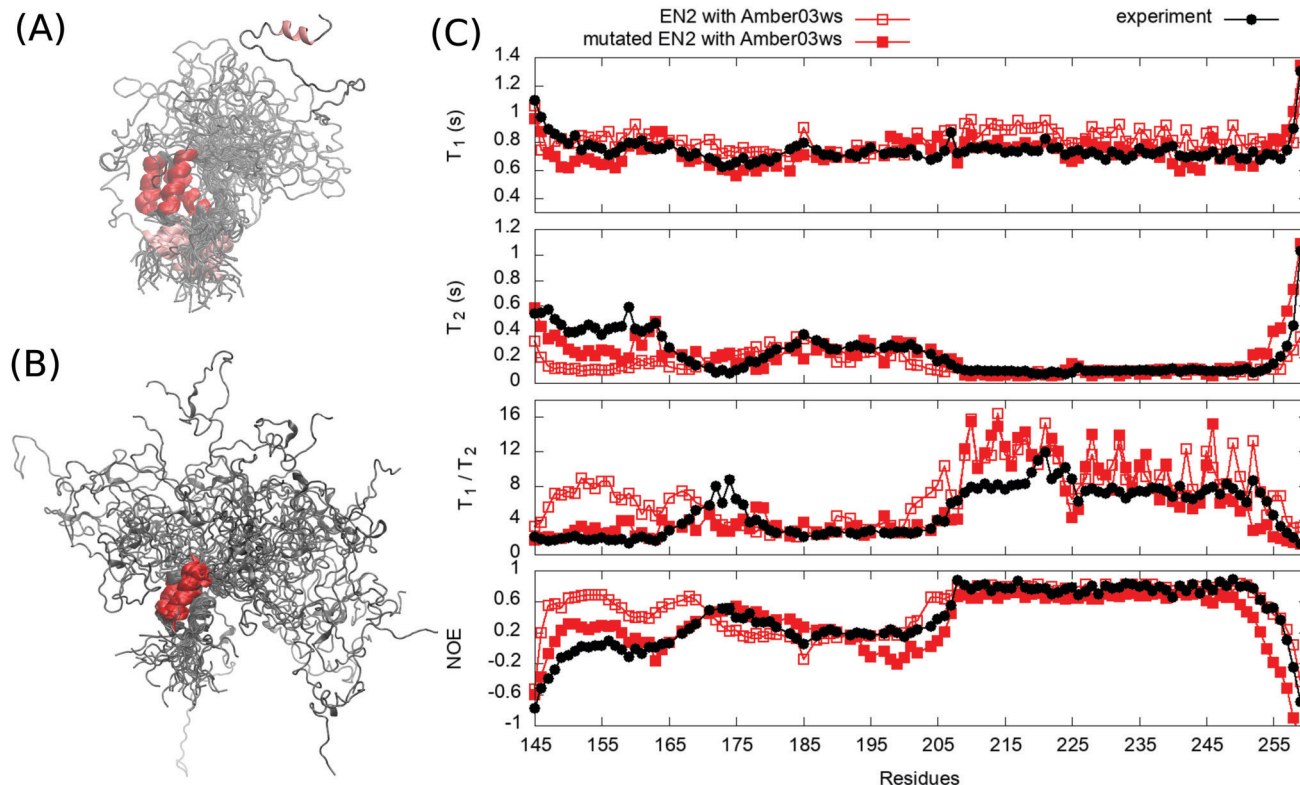 (A)
(B)
(C)
EN2 with Amber03ws
mutated EN2 with Amber03ws
experiment
T1 (s)
1.4
1.2
1
0.8
0.6
0.4
T2 (s)
1.2
1
0.8
0.6
0.4
0.2
0
T1 / T2
16
12
8
4
0
NOE
1
0.6
0.2
-0.2
-0.6
-1
145 155 165 175 185 195 205 215 225 235 245 255
Residues